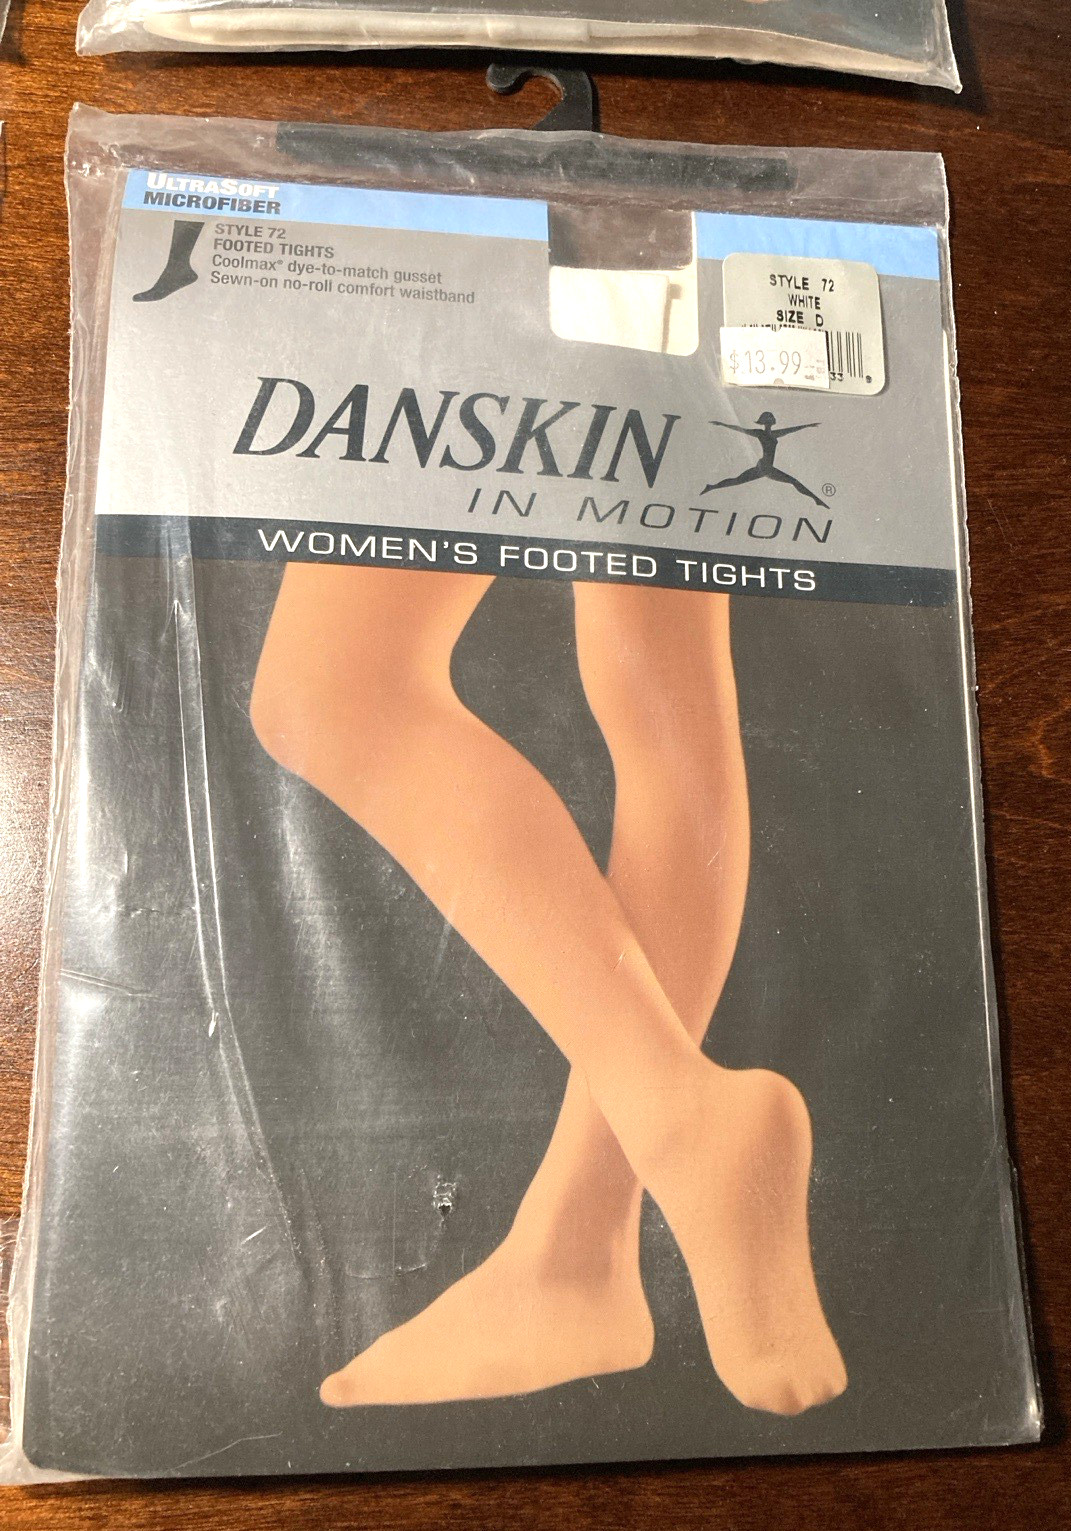 ULTRASOFT
MICROFIBER
STYLE 72
FOOTED TIGHTS
Coolmax® dye-to-match gusset
Sewn-on no-roll comfort waistband
STYLE 72
WHITE
SIZE D
$13.99
33
DANSKIN
®
IN MOTION
WOMEN'S FOOTED TIGHTS